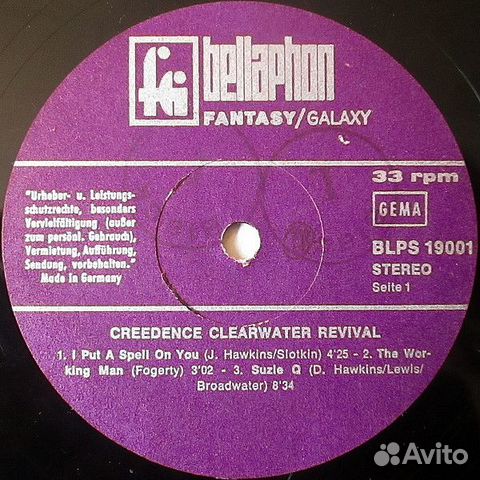 bellaphon
FANTASY/GALAXY
"Urheber- u. Leistungs-
schutzrechte, besonders
Vervielfältigung (außer
zum persönl. Gebrauch),
Vermietung, Aufführung,
Sendung, vorbehalten."
Made in Germany
33 rpm
GEMA
BLPS 19001
STEREO
Seite 1
CREEDENCE CLEARWATER REVIVAL
1. I Put A Spell On You (J. Hawkins/Slotkin) 4'25 - 2. The Wor-
king Man (Fogerty) 3'02 - 3. Suzie Q (D. Hawkins/Lewis/
Broadwater) 8'34
Avito